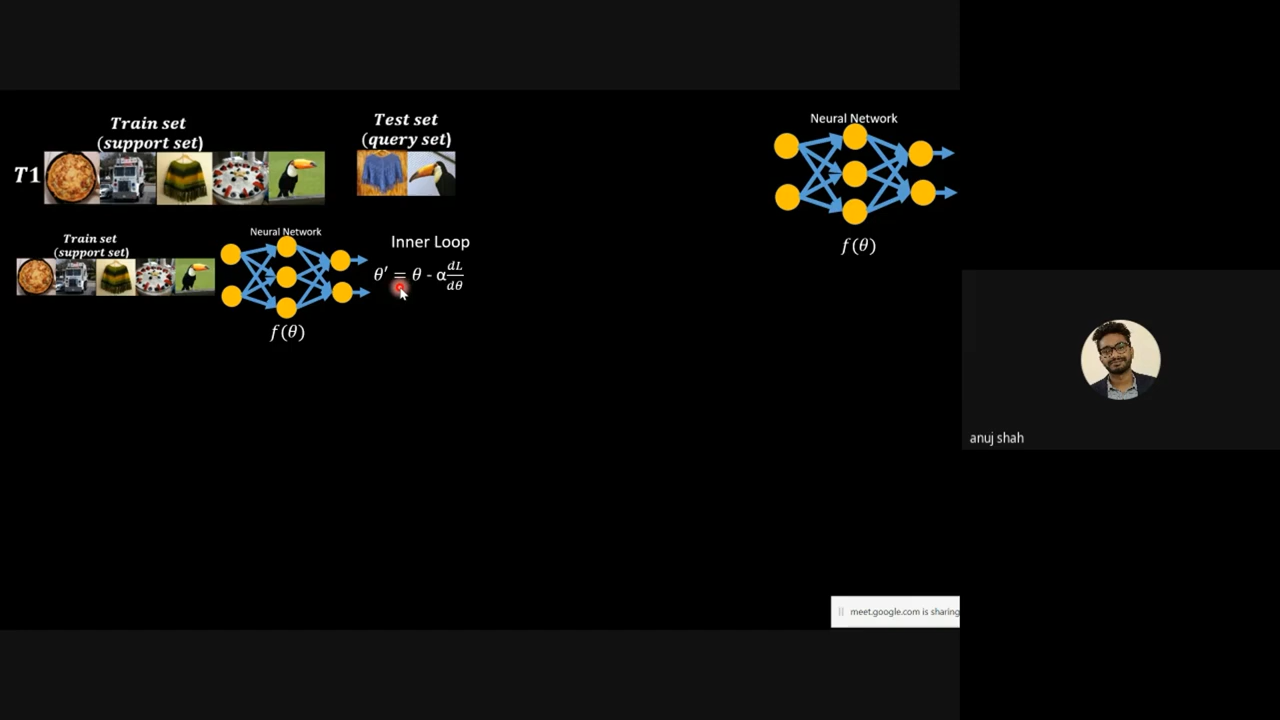 Train set
(support set)
Test set
(query set)
T1
Neural Network
f(θ)
Train set
(support set)
Neural Network
f(θ)
Inner Loop
θ′ = θ - α dL/dθ
anuj shah
meet.google.com is sharing